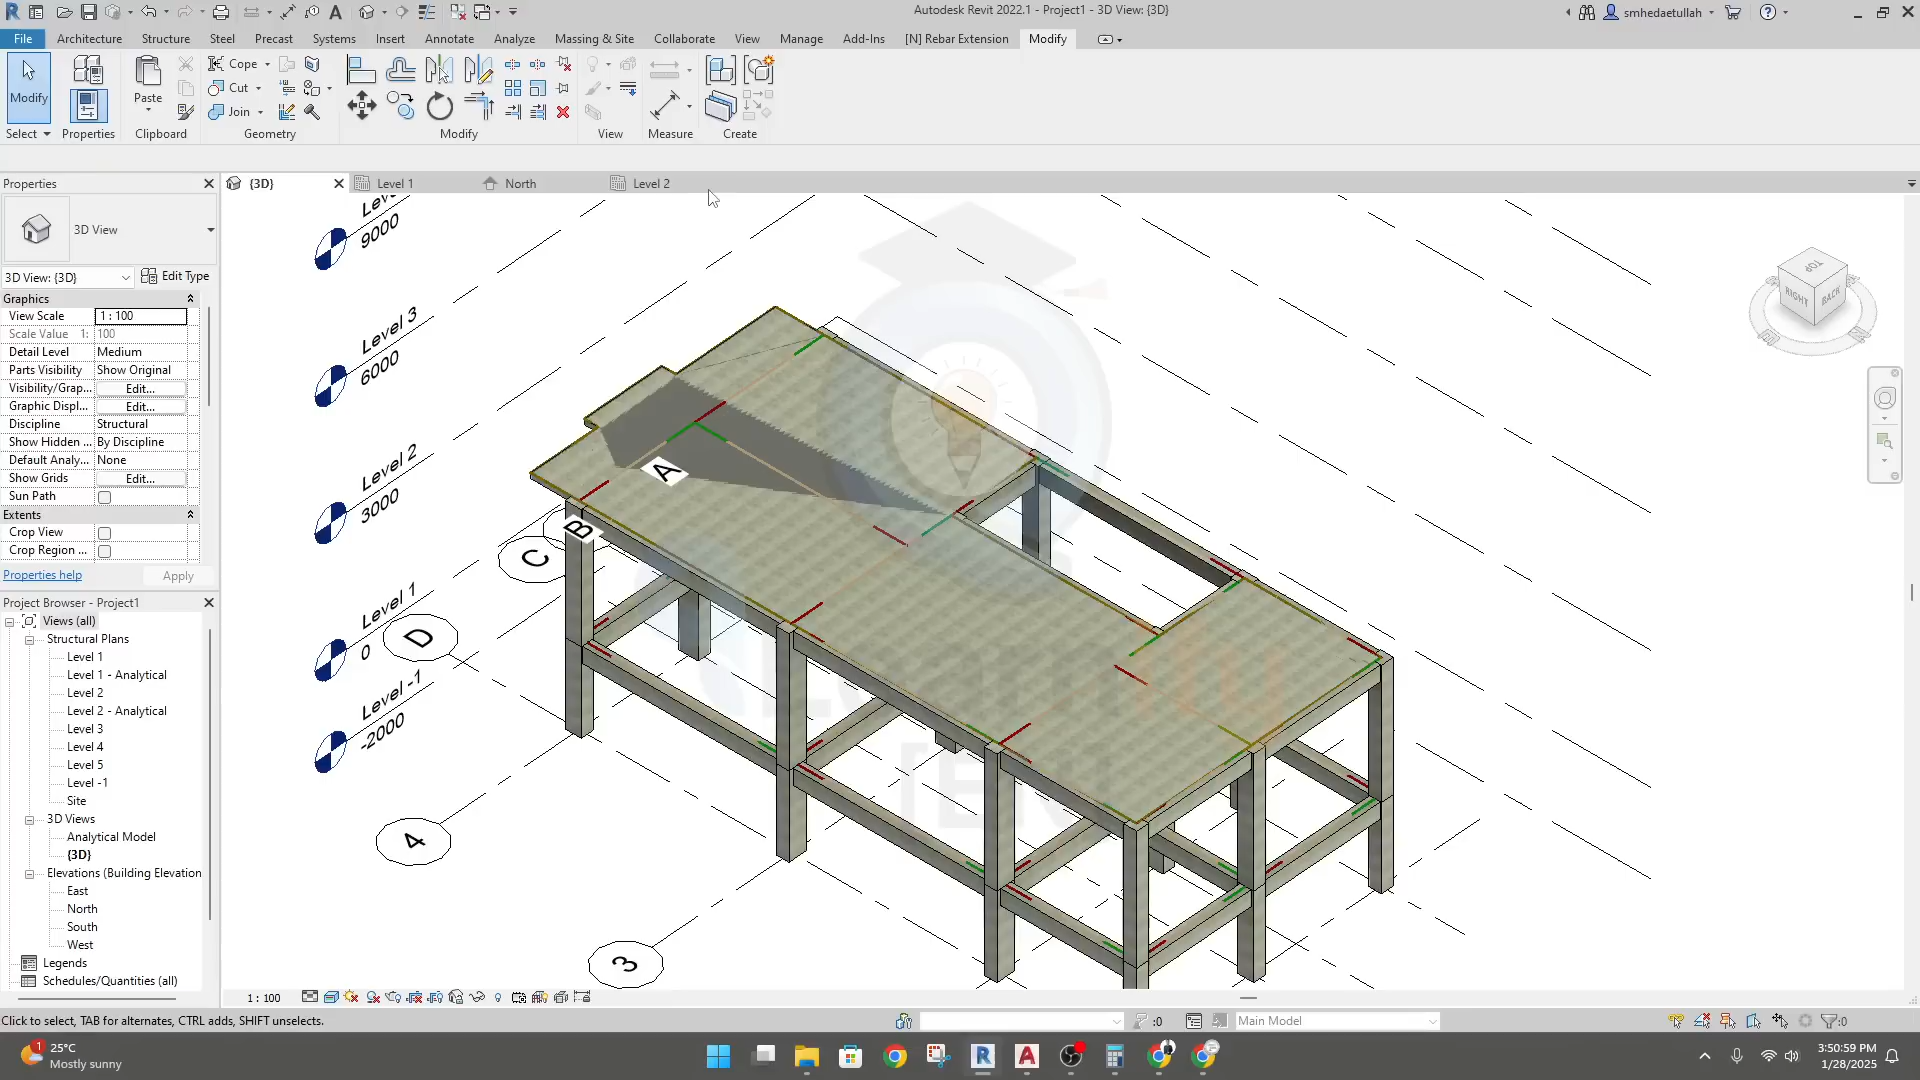 Autodesk Revit 2022.1 - Project1 - 3D View: {3D}
smhedaetullah
File
Architecture
Structure
Steel
Precast
Systems
Insert
Annotate
Analyze
Massing & Site
Collaborate
View
Manage
Add-Ins
[N] Rebar Extension
Modify
Modify
Paste
Cope
Cut
Join
Select
Properties
Clipboard
Geometry
Modify
View
Measure
Create
Properties
{3D}
Level 1
North
Level 2
3D View
3D View: {3D}
Edit Type
Graphics
View Scale 1 : 100
Scale Value 1: 100
Detail Level Medium
Parts Visibility Show Original
Visibility/Grap... Edit...
Graphic Displ... Edit...
Discipline Structural
Show Hidden ... By Discipline
Default Analy... None
Show Grids Edit...
Sun Path
Extents
Crop View
Crop Region ...
Properties help
Apply
Project Browser - Project1
Views (all)
Structural Plans
Level 1
Level 1 - Analytical
Level 2
Level 2 - Analytical
Level 3
Level 4
Level 5
Level -1
Site
3D Views
Analytical Model
{3D}
Elevations (Building Elevation
East
North
South
West
Legends
Schedules/Quantities (all)
9000
Level 3
6000
Level 2
3000
Level 1
0
Level -1
-2000
A
B
C
D
4
3
TOP
RIGHT
BACK
1 : 100
Click to select, TAB for alternates, CTRL adds, SHIFT unselects.
:0
Main Model
:0
25°C
Mostly sunny
3:50:59 PM
1/28/2025